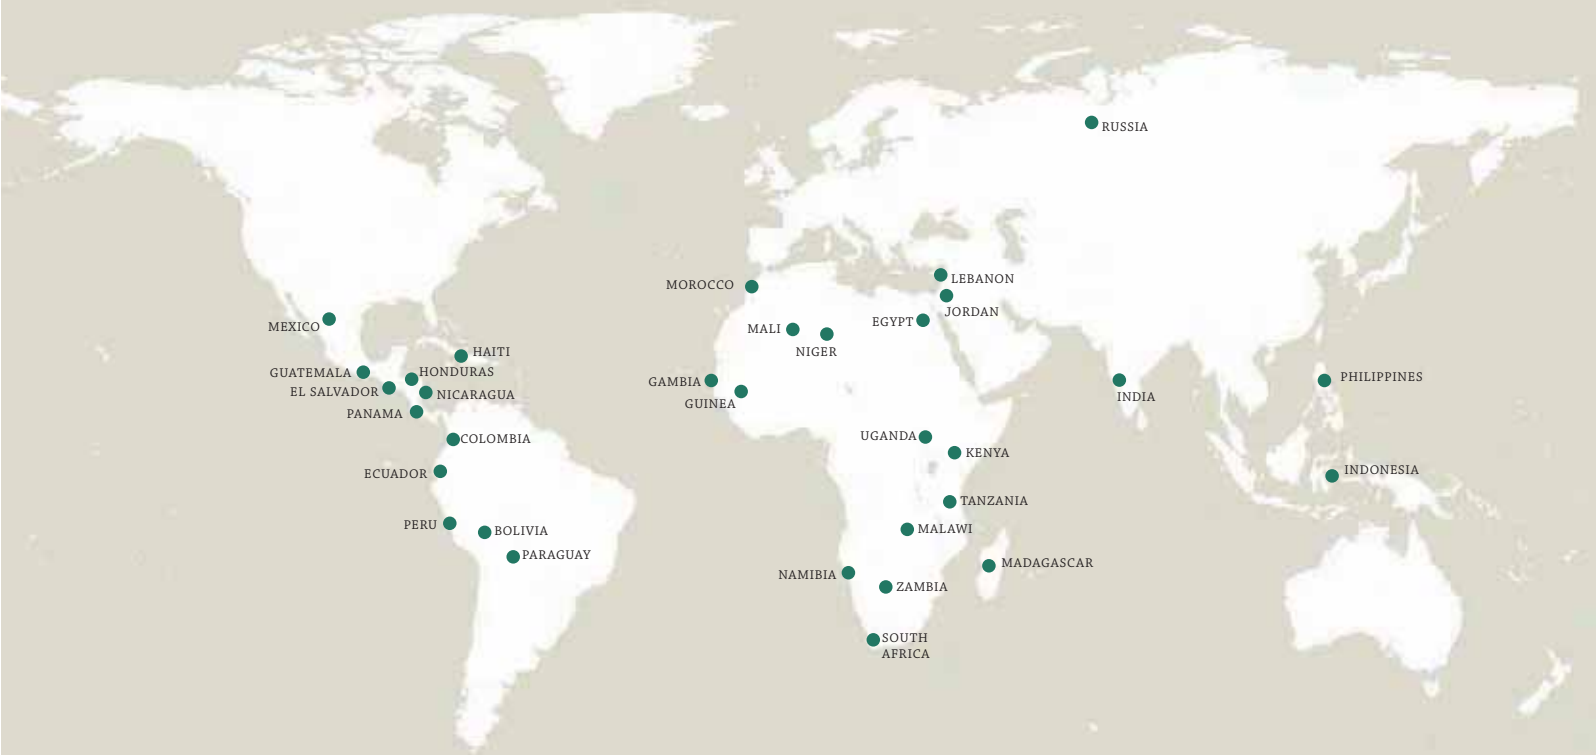 RUSSIA
LEBANON
MOROCCO
JORDAN
EGYPT
MEXICO
MALI
NIGER
HAITI
GUATEMALA
HONDURAS
PHILIPPINES
GAMBIA
EL SALVADOR
NICARAGUA
INDIA
GUINEA
PANAMA
UGANDA
COLOMBIA
KENYA
INDONESIA
ECUADOR
TANZANIA
PERU
MALAWI
BOLIVIA
PARAGUAY
MADAGASCAR
NAMIBIA
ZAMBIA
SOUTH
AFRICA